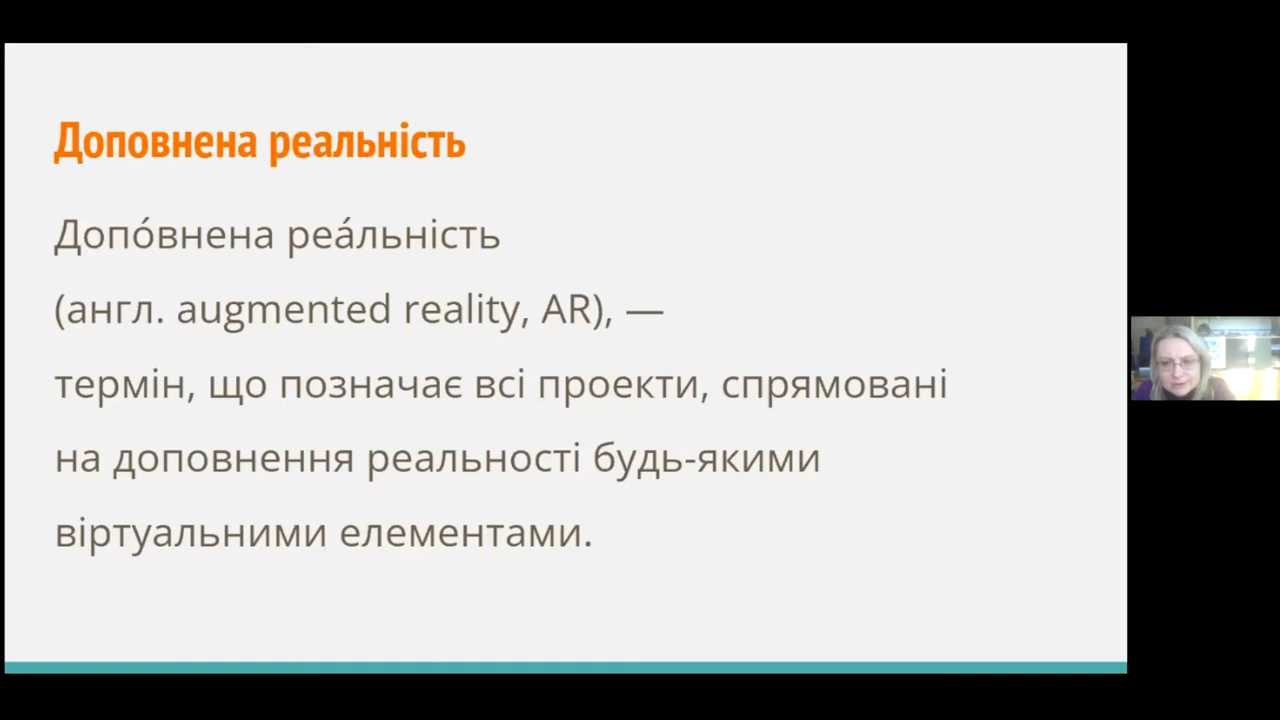 Доповнена реальність
Допо́внена реа́льність
(англ. augmented reality, AR), —
термін, що позначає всі проекти, спрямовані
на доповнення реальності будь-якими
віртуальними елементами.